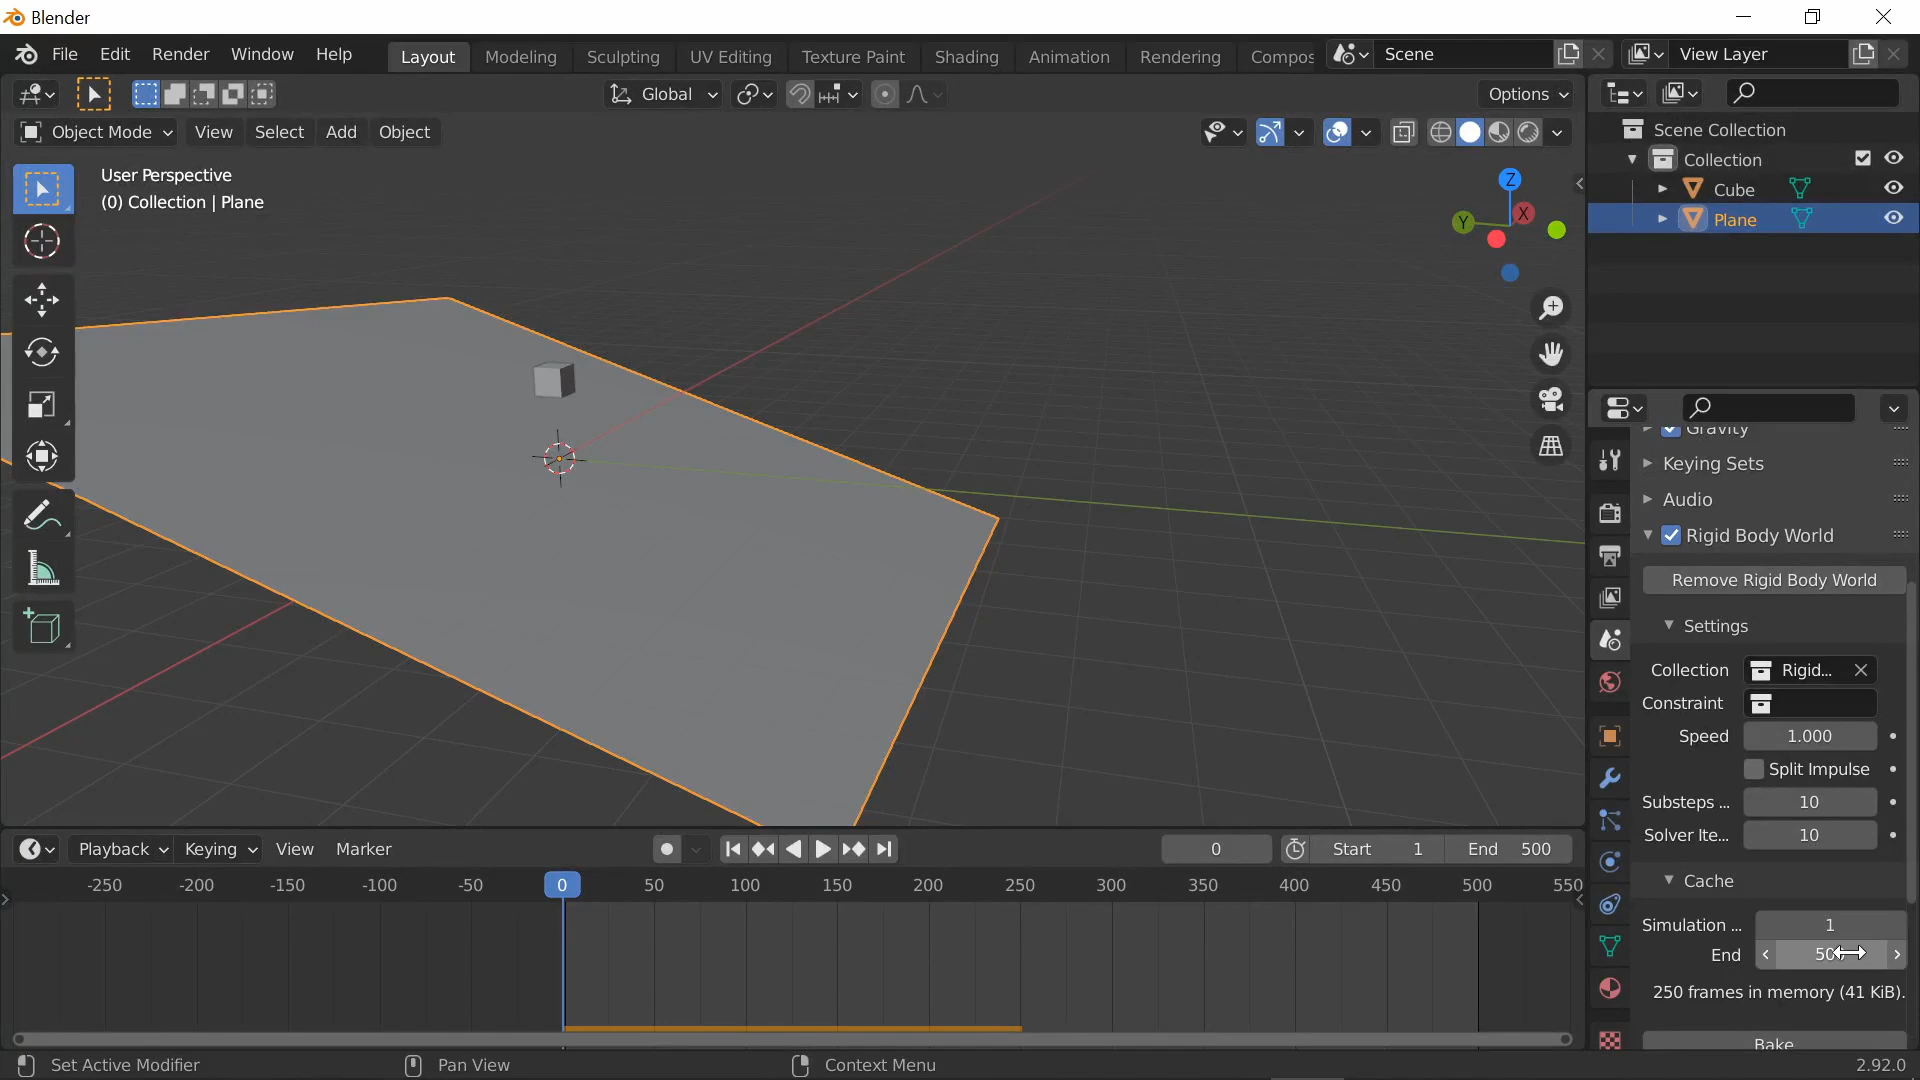 Blender
File Edit Render Window Help Layout Modeling Sculpting UV Editing Texture Paint Shading Animation Rendering Compos Scene View Layer
Global Options
Object Mode View Select Add Object
User Perspective
(0) Collection | Plane
Z
Y X
Scene Collection
Collection
Cube
Plane
Gravity
Keying Sets
Audio
Rigid Body World
Remove Rigid Body World
Settings
Collection Rigid...
Constraint
Speed 1.000
Split Impulse
Substeps ... 10
Solver Ite... 10
Cache
Simulation ... 1
End
250 frames in memory (41 KiB).
Bake
Playback Keying View Marker 0 Start 1 End 500
-250 -200 -150 -100 -50 0 50 100 150 200 250 300 350 400 450 500 550
Set Active Modifier Pan View Context Menu 2.92.0